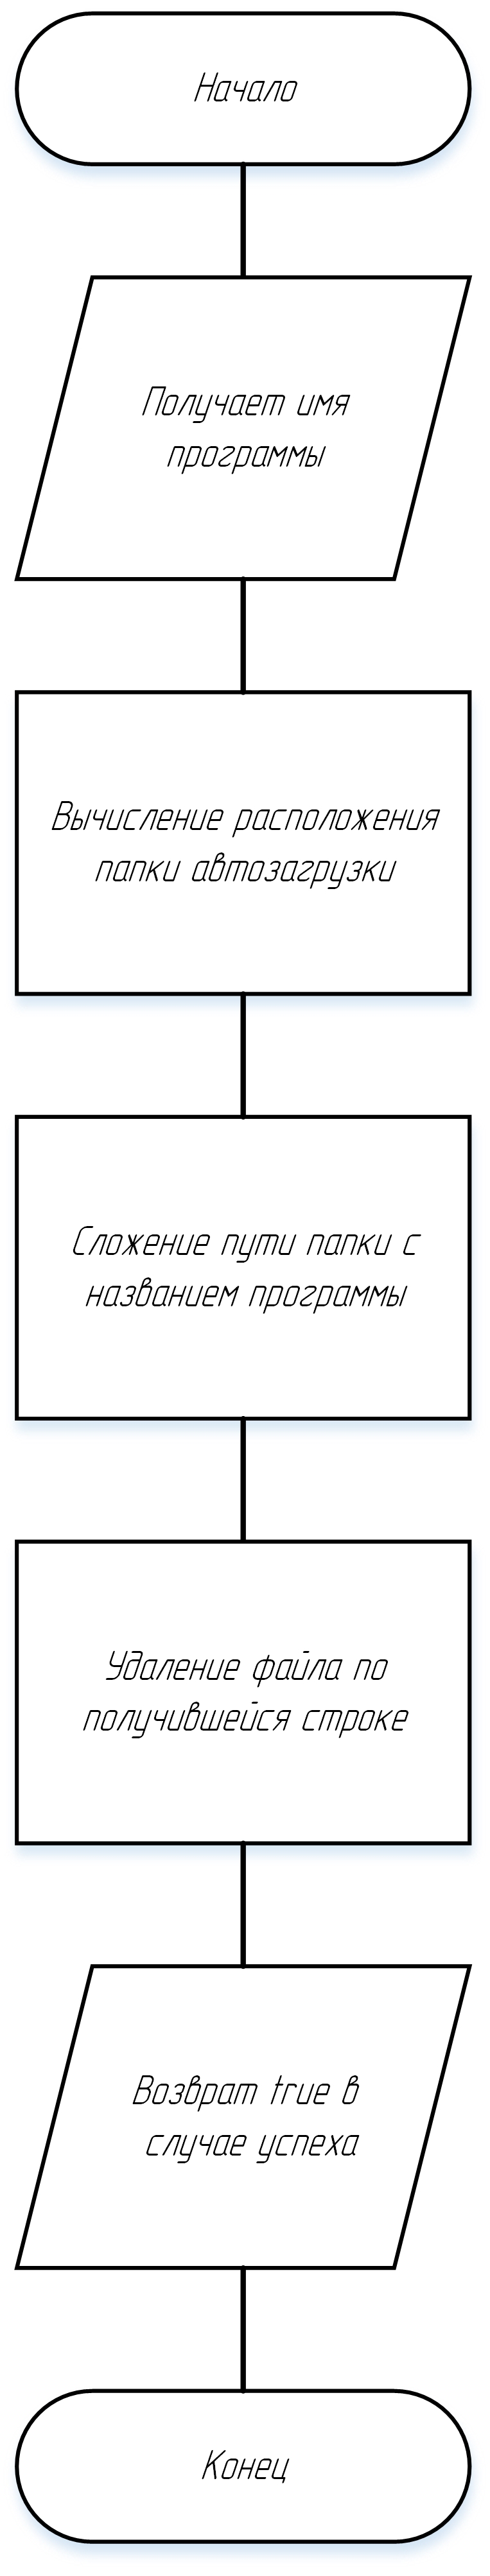 Начало
Получает имя
программы
Вычисление расположения
папки автозагрузки
Сложение пути папки с
названием программы
Удаление файла по
получившейся строке
Возврат true в
случае успеха
Конец